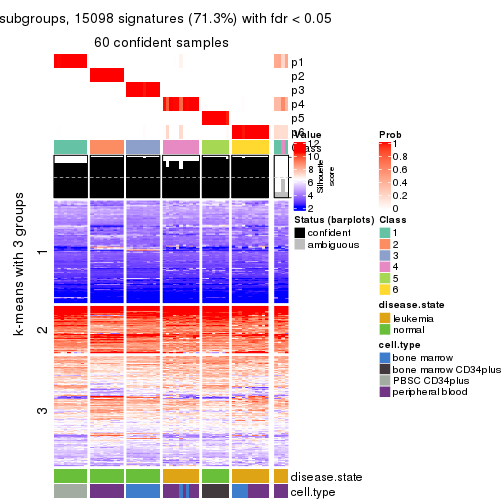 subgroups, 15098 signatures (71.3%) with fdr < 0.05
60 confident samples
p1
p2
p3
p4
p5
p6
Class
1
2
3
k-means with 3 groups
Value
12
10
8
6
4
2
Silhouette
score
Prob
1
0.8
0.6
0.4
0.2
0
Status (barplots)
confident
ambiguous
Class
1
2
3
4
5
6
disease.state
leukemia
normal
cell.type
bone marrow
bone marrow CD34plus
PBSC CD34plus
peripheral blood
disease.state
cell.type